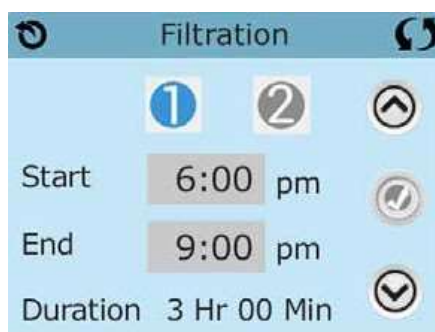 Filtration
1 2
Start 6:00 pm
End 9:00 pm
Duration 3 Hr 00 Min